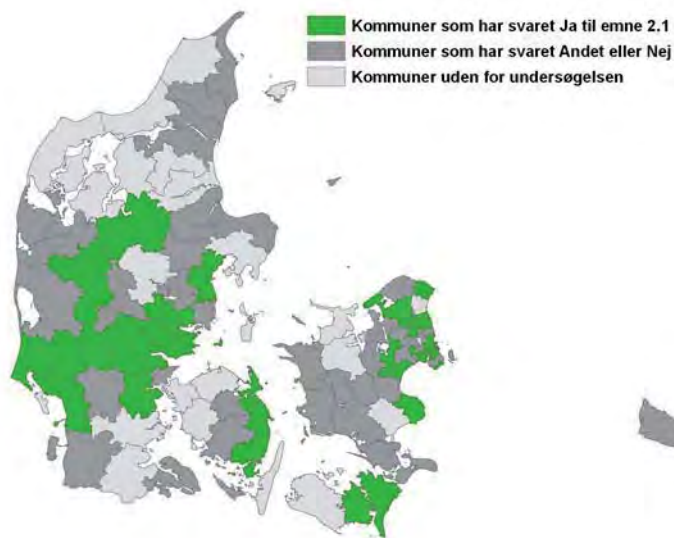 Kommuner som har svaret Ja til emne 2.1
Kommuner som har svaret Andet eller Nej
Kommuner uden for undersøgelsen